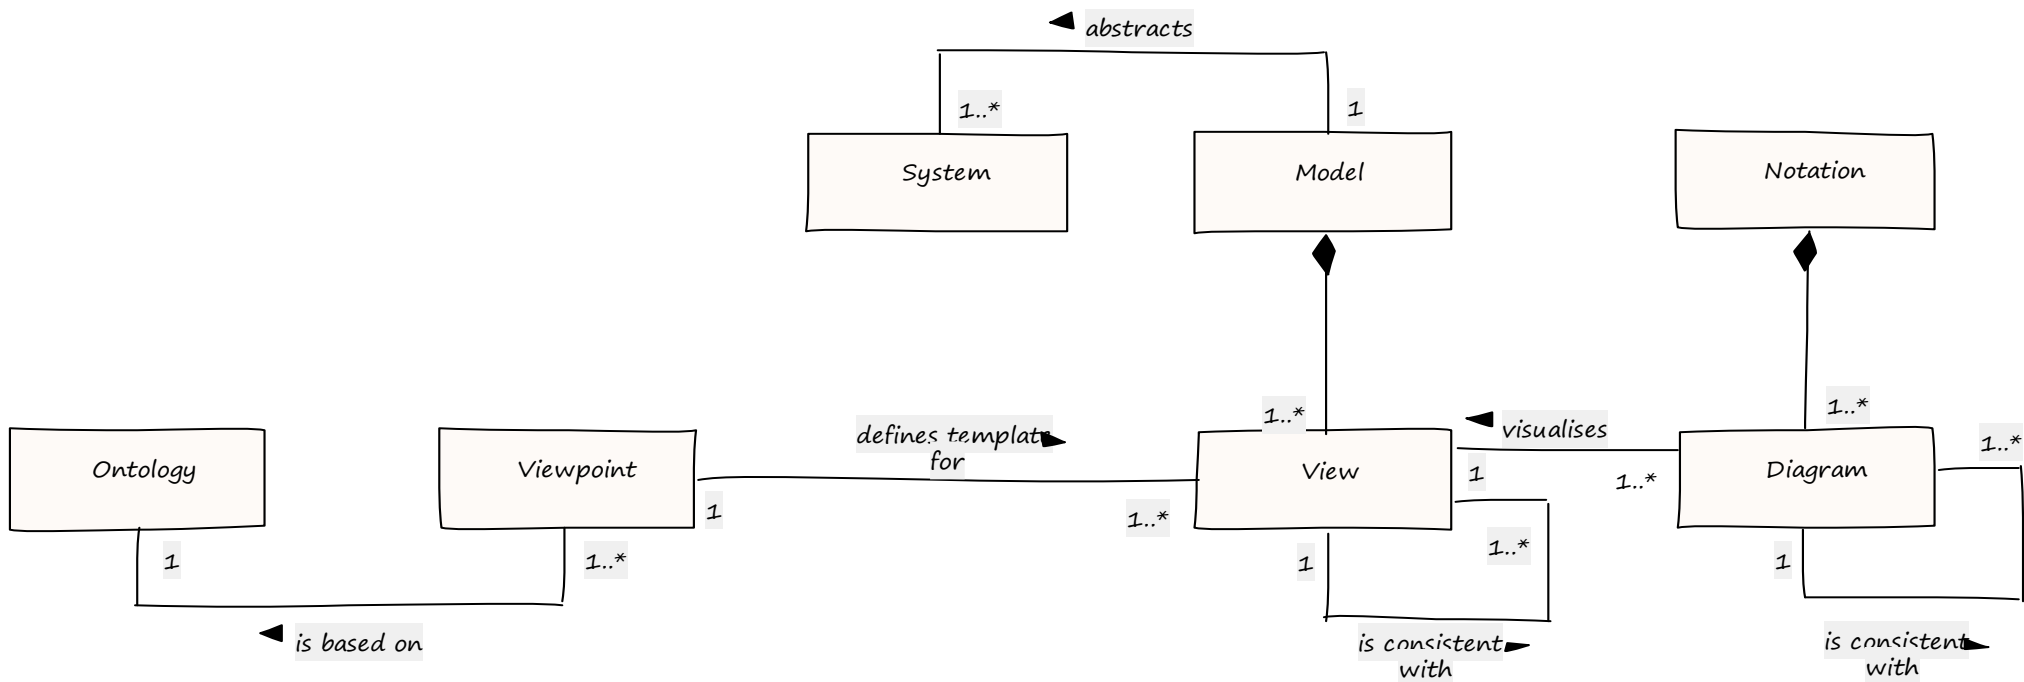 abstracts
1..*
1
System
Model
Notation
1..*
1..*
defines template
for
visualises
1..*
Ontology
Viewpoint
View
Diagram
1
1..*
1
1..*
1
1..*
1
1..*
1
is based on
is consistent
with
is consistent
with